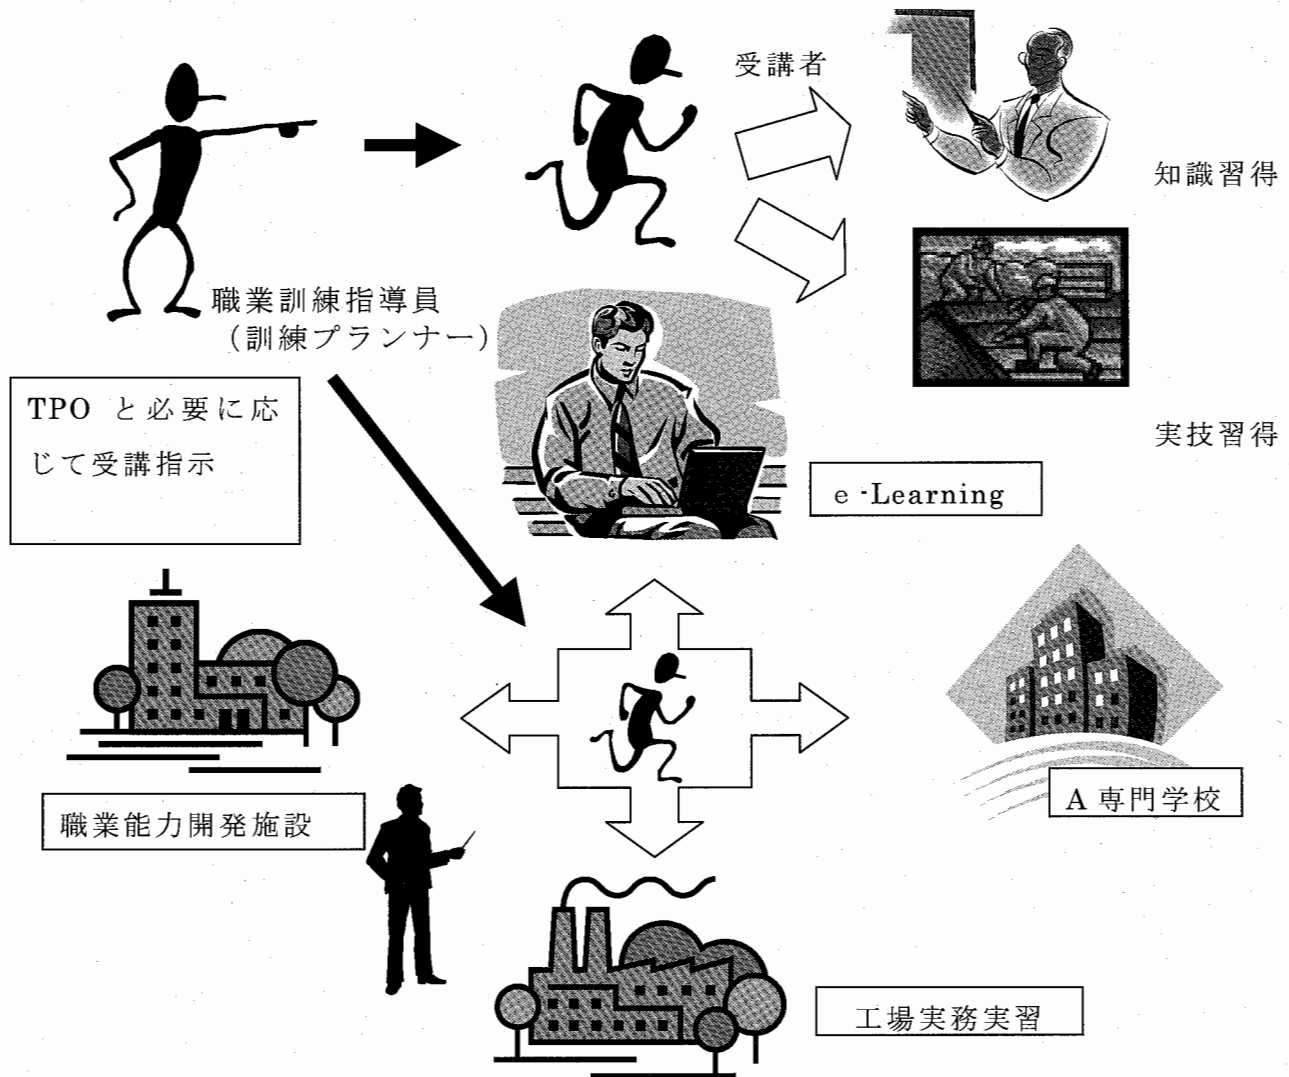 受講者
知識習得
職業訓練指導員
（訓練プランナー）
TPO と必要に応
じて受講指示
実技習得
e-Learning
職業能力開発施設
A 専門学校
工場実務実習